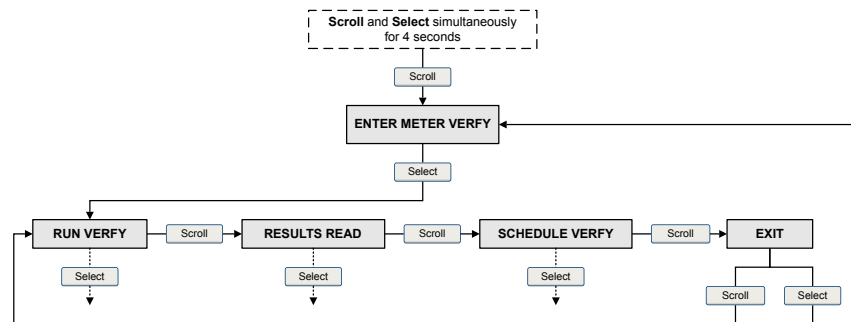 Scroll and Select simultaneously
for 4 seconds
Scroll
ENTER METER VERFY
Select
RUN VERFY
Scroll
RESULTS READ
Scroll
SCHEDULE VERFY
Scroll
EXIT
Select
Select
Select
Scroll
Select